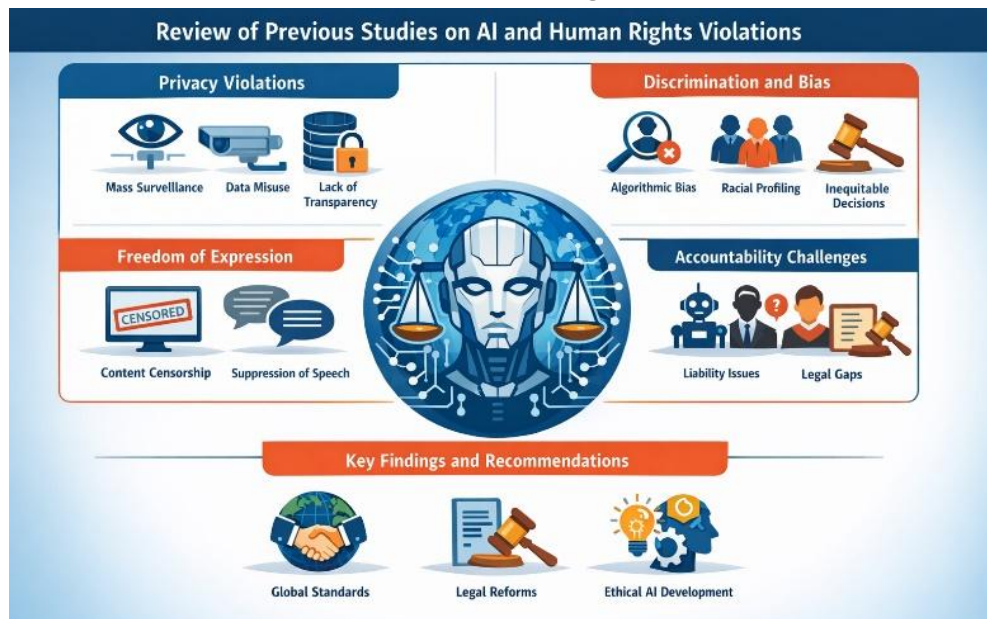 Review of Previous Studies on AI and Human Rights Violations
Privacy Violations
Mass Survelllance
Data Misuse
Lack of
Transparency
Discrimination and Bias
Algorithmic Bias
Racial Profiling
Inequitable
Decisions
Freedom of Expression
CENSORED
Content Censorship
Suppression of Speech
Accountability Challenges
?
Liability Issues
Legal Gaps
Key Findings and Recommendations
Global Standards
Legal Reforms
Ethical AI Development